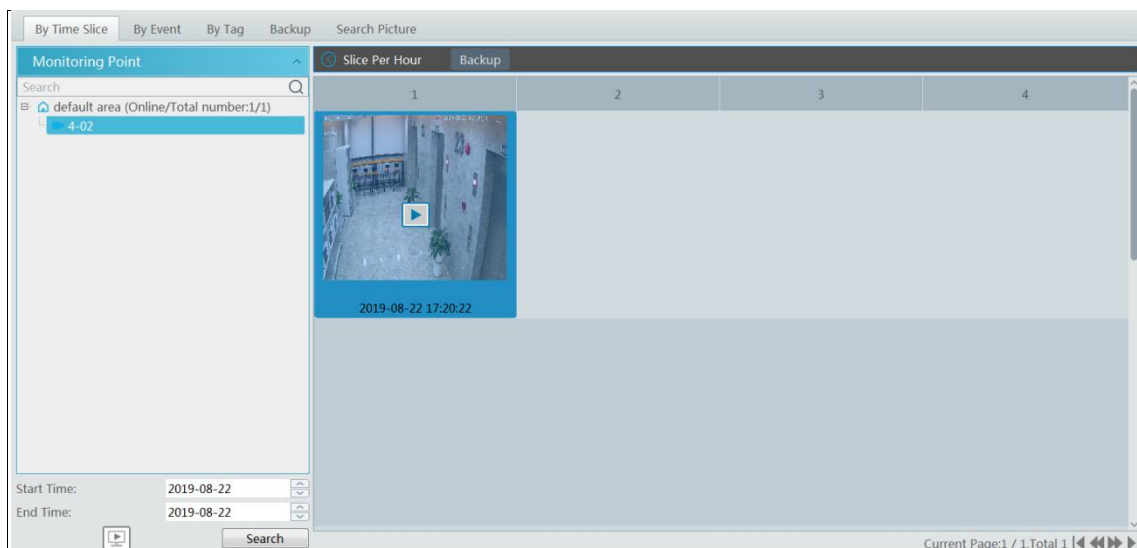 By Time Slice By Event By Tag Backup Search Picture
Monitoring Point
Search
default area (Online/Total number:1/1)
4-02
Start Time: 2019-08-22
End Time: 2019-08-22
Search
Slice Per Hour Backup
1 2 3 4
2019-08-22 17:20:22
Current Page:1 / 1,Total 1